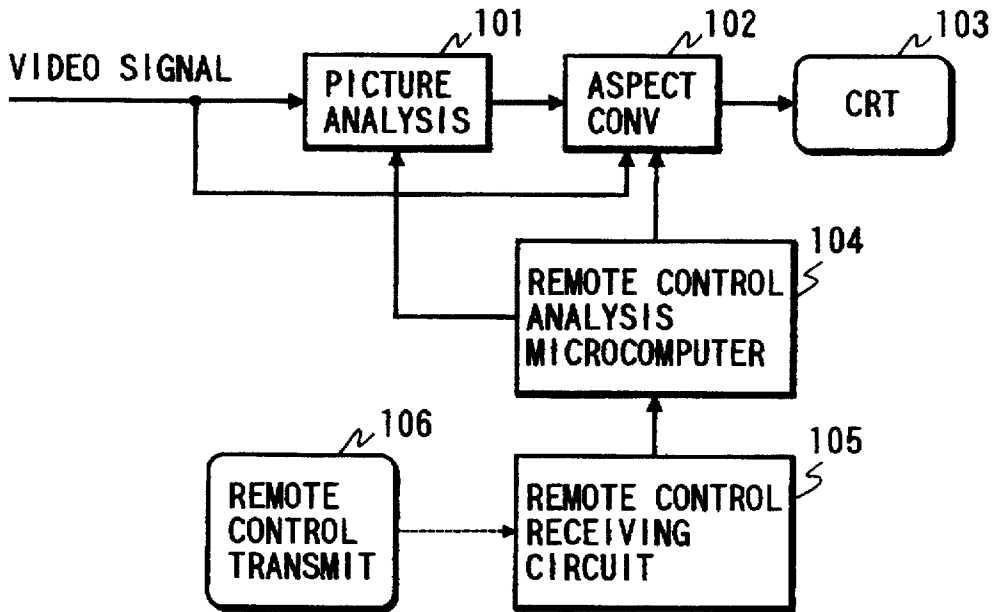 101
102
103
VIDEO SIGNAL
PICTURE
ANALYSIS
ASPECT
CONV
CRT
104
REMOTE CONTROL
ANALYSIS
MICROCOMPUTER
106
105
REMOTE
CONTROL
TRANSMIT
REMOTE CONTROL
RECEIVING
CIRCUIT